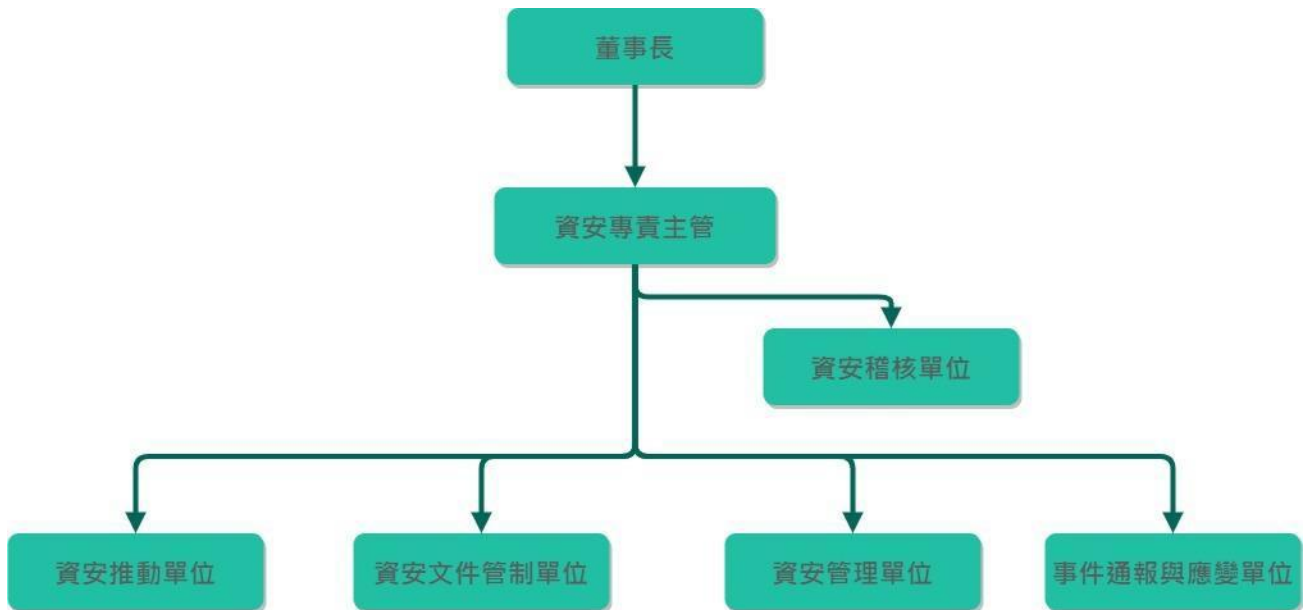 董事長
資安專責主管
資安稽核單位
資安推動單位
資安文件管制單位
資安管理單位
事件通報與應變單位